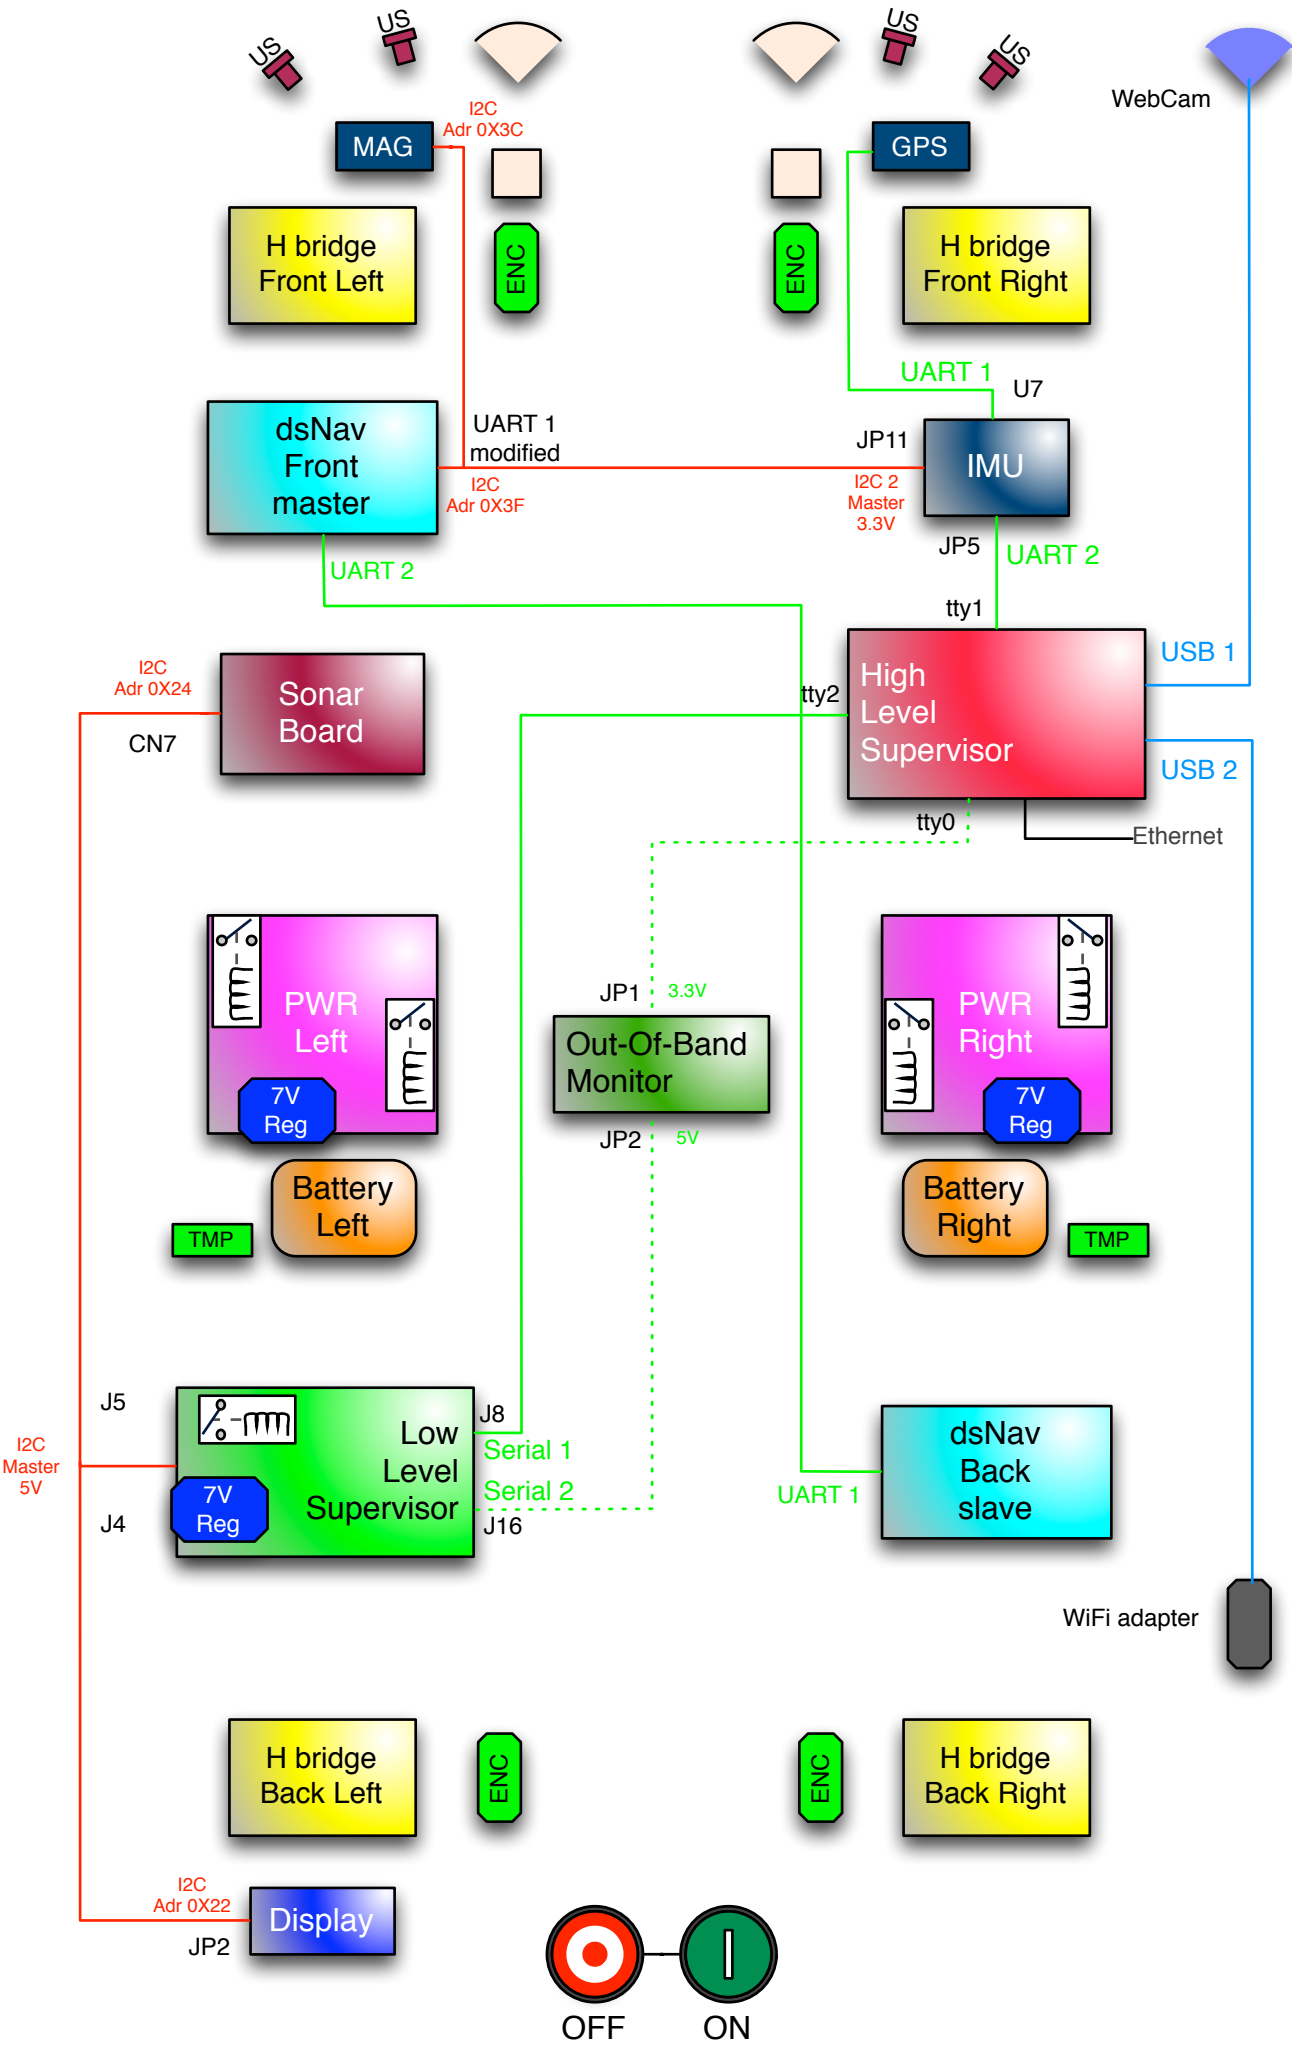 US
US
US
US
WebCam
I2C
Adr 0X3C
MAG
GPS
H bridge
Front Left
ENC
ENC
H bridge
Front Right
UART 1
U7
dsNav
Front
master
UART 1
modified
I2C
Adr 0X3F
JP11
I2C 2
Master
3.3V
IMU
UART 2
JP5
UART 2
tty1
I2C
Adr 0X24
CN7
Sonar
Board
tty2
High
Level
Supervisor
USB 1
USB 2
tty0
Ethernet
PWR
Left
7V
Reg
JP1
3.3V
Out-Of-Band
Monitor
JP2
5V
PWR
Right
7V
Reg
Battery
Left
TMP
Battery
Right
TMP
J5
I2C
Master
5V
J4
7V
Reg
Low
Level
Supervisor
J8
Serial 1
Serial 2
J16
UART 1
dsNav
Back
slave
WiFi adapter
H bridge
Back Left
ENC
ENC
H bridge
Back Right
I2C
Adr 0X22
JP2
Display
OFF
ON